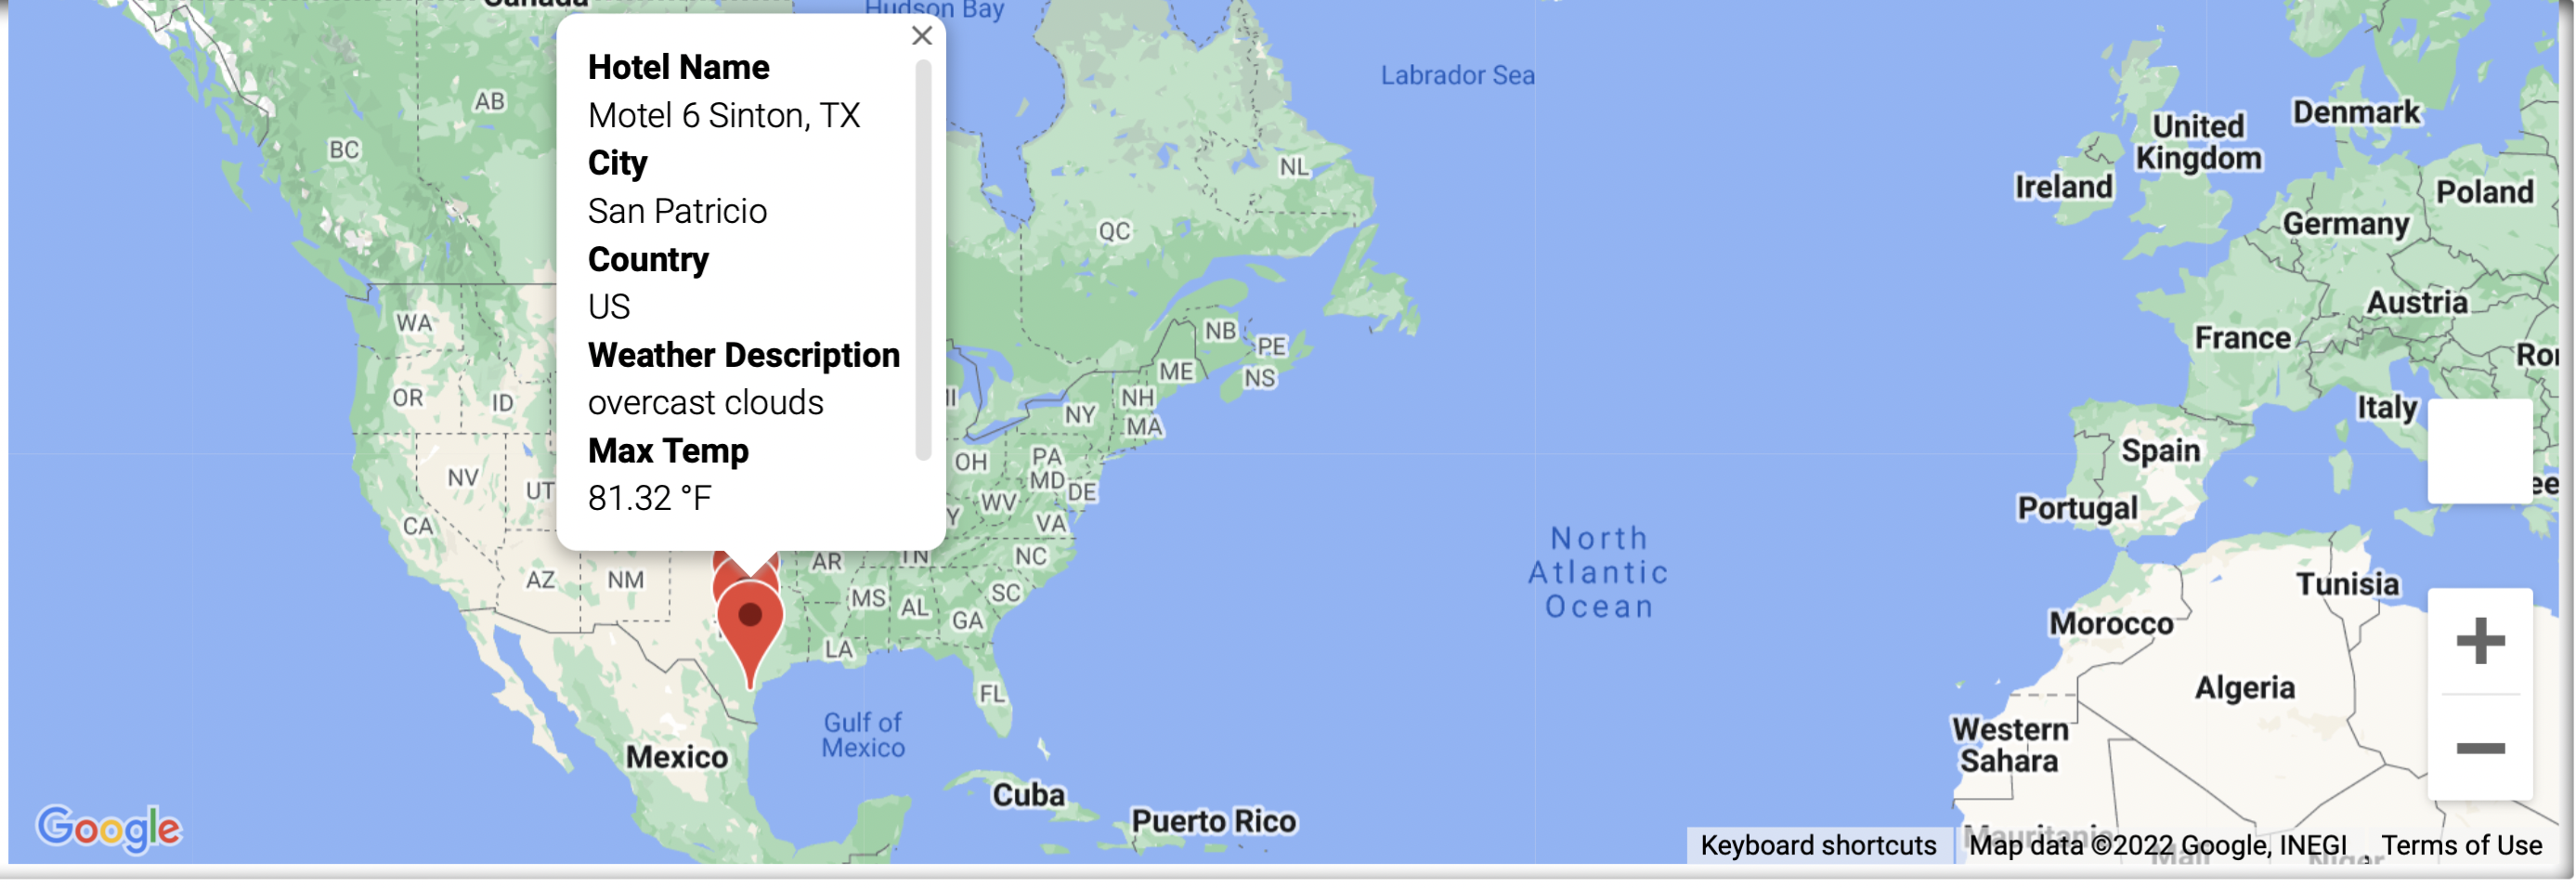 Canada
Hudson Bay
Hotel Name
Motel 6 Sinton, TX
City
San Patricio
Country
US
Weather Description
overcast clouds
Max Temp
81.32 °F
Labrador Sea
AB
BC
NL
QC
WA
OR
ID
NB
PE
NS
ME
NH
NY
MA
NV
UT
CA
OH
PA
MD
DE
WV
VA
AZ
NM
AR
TN
NC
MS
AL
SC
GA
LA
FL
Gulf of
Mexico
Mexico
Cuba
Puerto Rico
North
Atlantic
Ocean
Denmark
United
Kingdom
Ireland
Poland
Germany
Austria
France
Italy
Spain
Portugal
Tunisia
Morocco
Algeria
Western
Sahara
Mauritania
Mali
Niger
Google
Keyboard shortcuts
Map data ©2022 Google, INEGI
Terms of Use